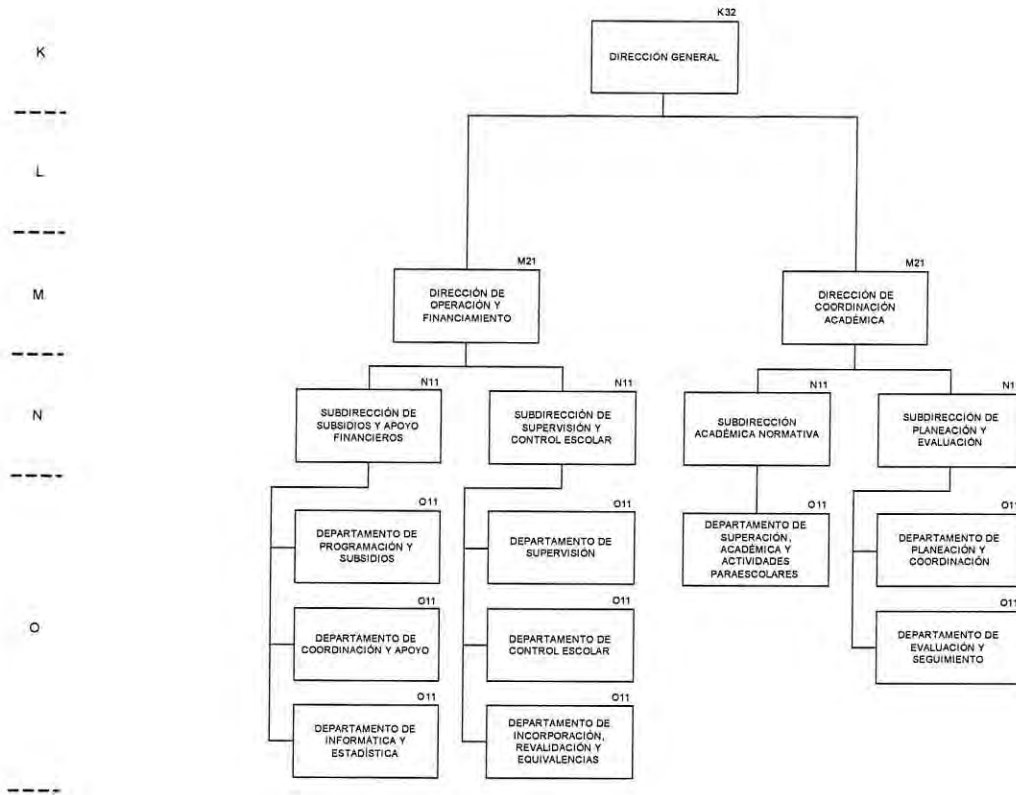 K
K32
DIRECCIÓN GENERAL
L
M
M21
DIRECCIÓN DE
OPERACIÓN Y
FINANCIAMIENTO
M21
DIRECCIÓN DE
COORDINACIÓN
ACADÉMICA
N
N11
SUBDIRECCIÓN DE
SUBSIDIOS Y APOYO
FINANCIEROS
N11
SUBDIRECCIÓN DE
SUPERVISIÓN Y
CONTROL ESCOLAR
N11
SUBDIRECCIÓN
ACADÉMICA NORMATIVA
N1
SUBDIRECCIÓN DE
PLANEACIÓN Y
EVALUACIÓN
O
O11
DEPARTAMENTO DE
PROGRAMACIÓN Y
SUBSIDIOS
O11
DEPARTAMENTO DE
COORDINACIÓN Y APOYO
O11
DEPARTAMENTO DE
INFORMÁTICA Y
ESTADÍSTICA
O11
DEPARTAMENTO DE
SUPERVISIÓN
O11
DEPARTAMENTO DE
CONTROL ESCOLAR
O11
DEPARTAMENTO DE
INCORPORACIÓN,
REVALIDACIÓN Y
EQUIVALENCIAS
O11
DEPARTAMENTO DE
SUPERACIÓN,
ACADÉMICA Y
ACTIVIDADES
PARAESCOLARES
O11
DEPARTAMENTO DE
PLANEACIÓN Y
COORDINACIÓN
O11
DEPARTAMENTO DE
EVALUACIÓN Y
SEGUIMIENTO